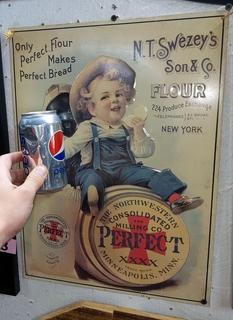 Only
Perfect Flour
Makes
Perfect Bread
N.T. Swezey's
Son & Co.
FLOUR
224 Produce Exchange
NEW YORK
pepsi
THE NORTHWESTERN
CONSOLIDATED
MILLING CO.
PERFECT
XXXX
MINNEAPOLIS, MINN.
PERFECT